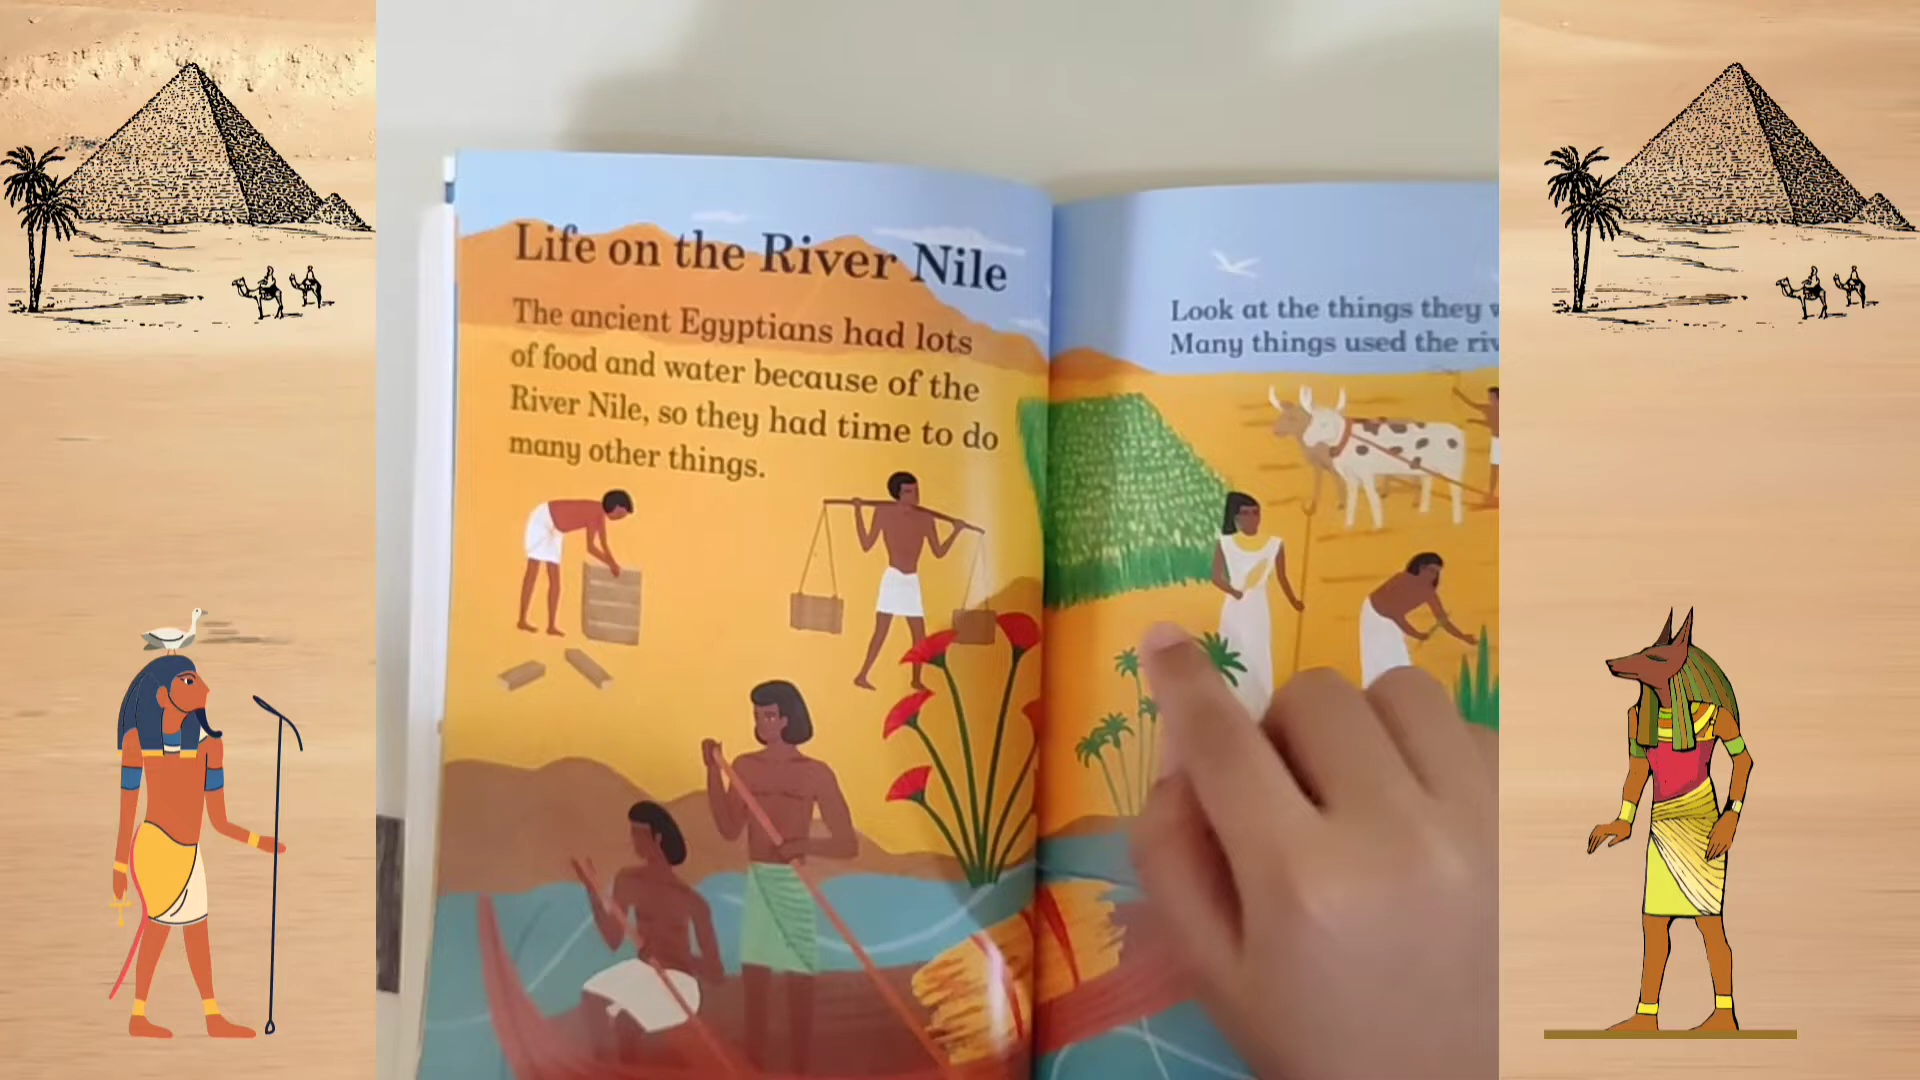 Life on the River Nile
The ancient Egyptians had lots
of food and water because of the
River Nile, so they had time to do
many other things.
Look at the things they
Many things used the